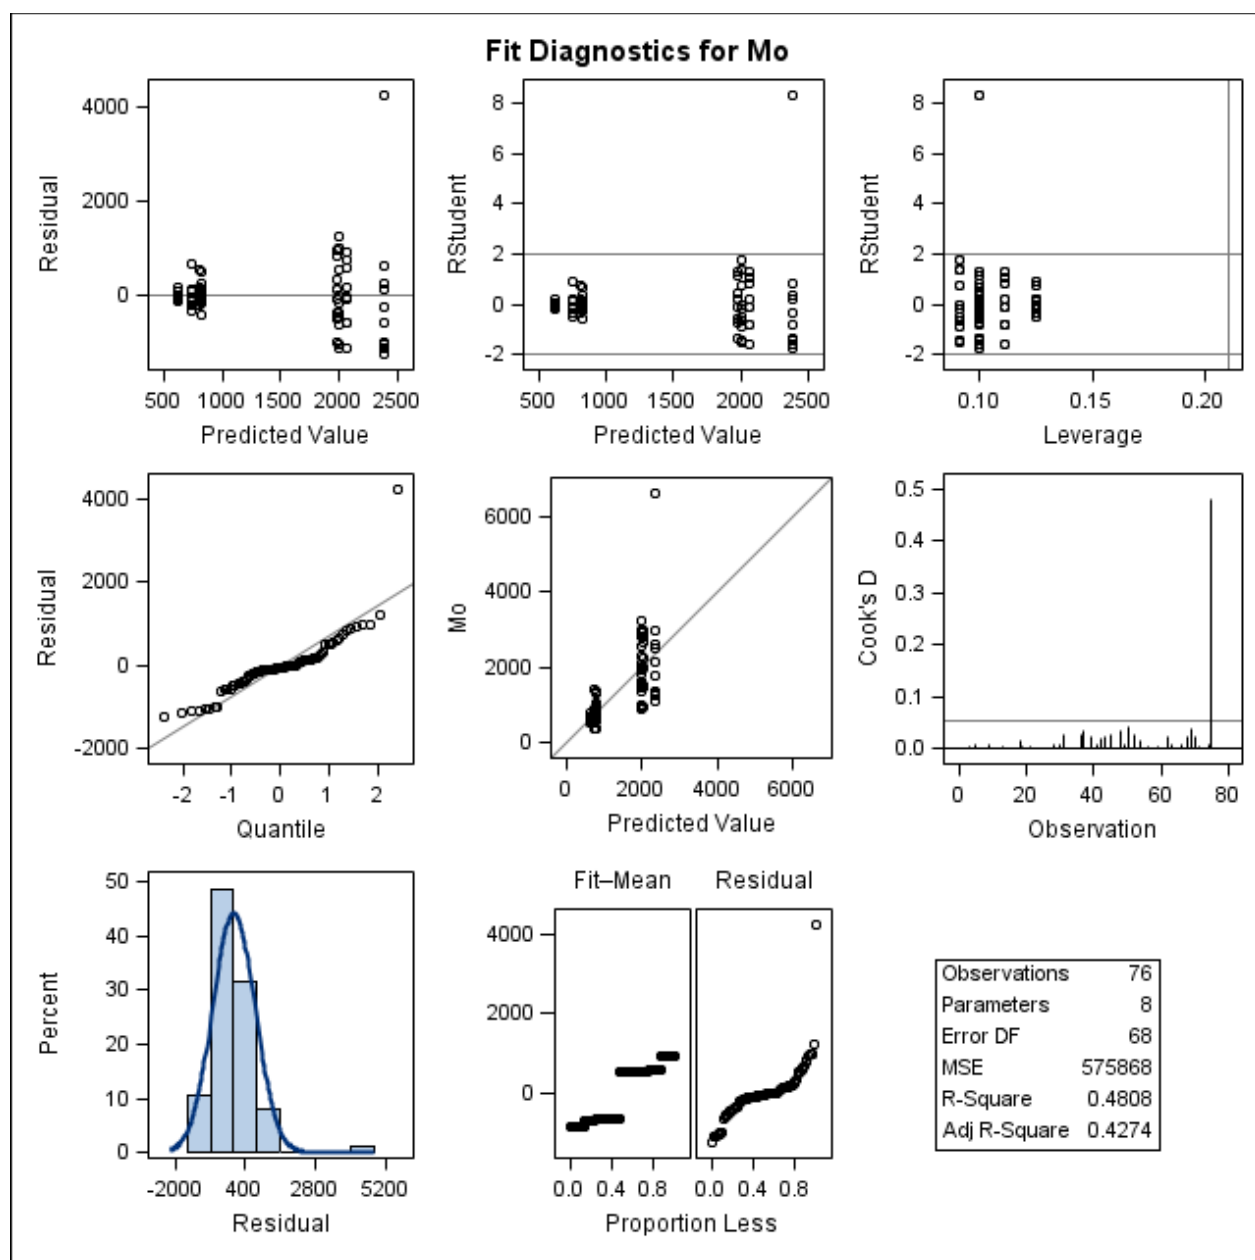 Fit Diagnostics for Mo
Residual
4000
2000
0
500 1000 1500 2000 2500
Predicted Value
RStudent
8
6
4
2
0
-2
500 1000 1500 2000 2500
Predicted Value
RStudent
8
6
4
2
0
-2
0.10 0.15 0.20
Leverage
Residual
4000
2000
0
-2000
-2 -1 0 1 2
Quantile
Mo
6000
4000
2000
0
0 2000 4000 6000
Predicted Value
Cook's D
0.5
0.4
0.3
0.2
0.1
0.0
0 20 40 60 80
Observation
Percent
50
40
30
20
10
0
-2000 400 2800 5200
Residual
Fit–Mean Residual
4000
2000
0
0.0 0.4 0.8 0.0 0.4 0.8
Proportion Less
Observations 76
Parameters 8
Error DF 68
MSE 575868
R-Square 0.4808
Adj R-Square 0.4274